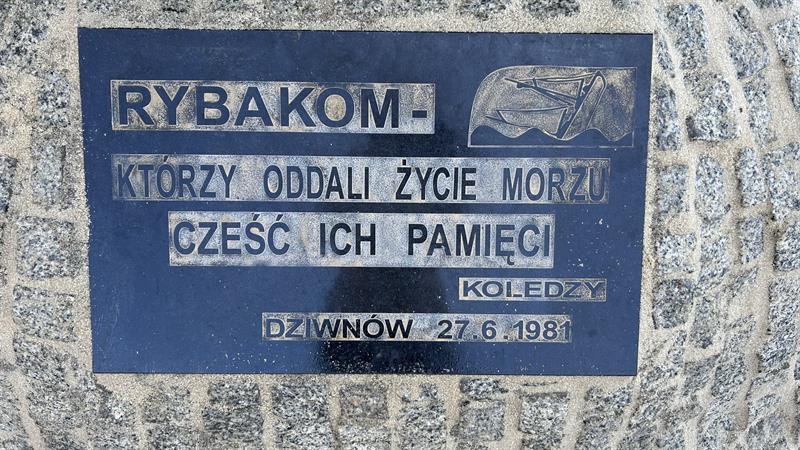 RYBAKOM -
KTÓRZY ODDALI ŻYCIE MORZU
CZEŚĆ ICH PAMIĘCI
KOLEDZY
DZIWNÓW 27.6.1981